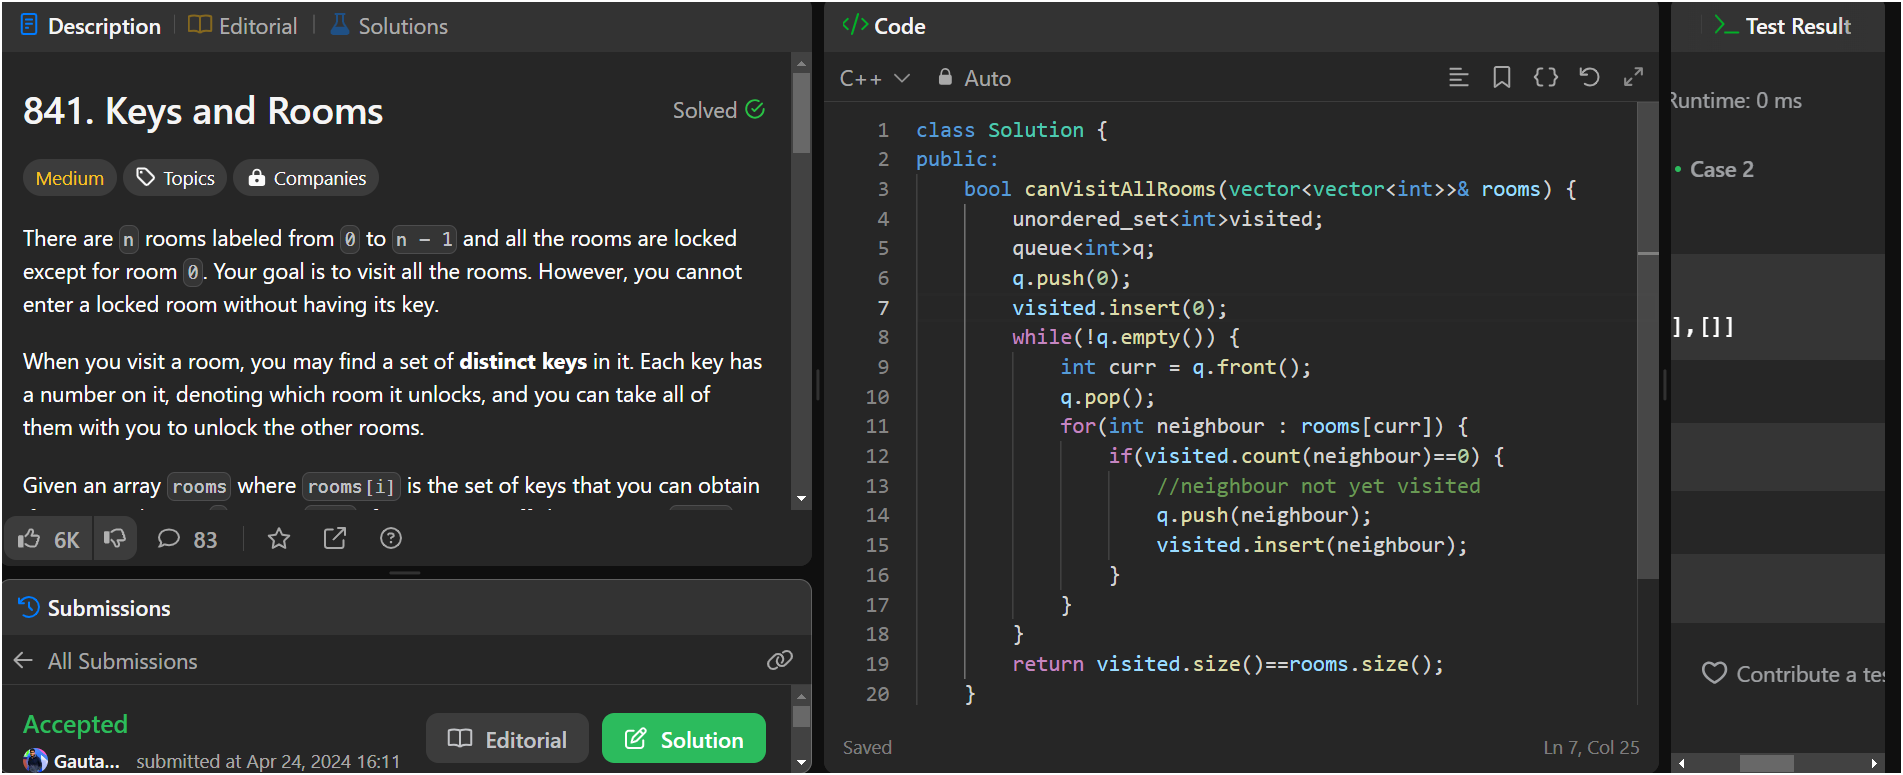 Description
Editorial
Solutions
841. Keys and Rooms
Solved
Medium
Topics
Companies
There are n rooms labeled from 0 to n - 1 and all the rooms are locked
except for room 0. Your goal is to visit all the rooms. However, you cannot
enter a locked room without having its key.
When you visit a room, you may find a set of distinct keys in it. Each key has
a number on it, denoting which room it unlocks, and you can take all of
them with you to unlock the other rooms.
Given an array rooms where rooms[i] is the set of keys that you can obtain
6K
83
Submissions
All Submissions
Accepted
Editorial
Solution
Gauta... submitted at Apr 24, 2024 16:11
</> Code
C++
Auto
1 class Solution {
2 public:
3 bool canVisitAllRooms(vector<vector<int>>& rooms) {
4 unordered_set<int>visited;
5 queue<int>q;
6 q.push(0);
7 visited.insert(0);
8 while(!q.empty()) {
9 int curr = q.front();
10 q.pop();
11 for(int neighbour : rooms[curr]) {
12 if(visited.count(neighbour)==0) {
13 //neighbour not yet visited
14 q.push(neighbour);
15 visited.insert(neighbour);
16 }
17 }
18 }
19 return visited.size()==rooms.size();
20 }
Saved
Ln 7, Col 25
Test Result
Runtime: 0 ms
Case 2
],[]]
Contribute a tes